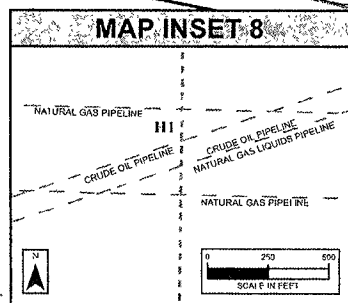 MAP INSET 8
NATURAL GAS PIPELINE
H1
CRUDE OIL PIPELINE
CRUDE OIL PIPELINE
NATURAL GAS LIQUIDS PIPELINE
NATURAL GAS PIPELINE
N
0 250 500
SCALE IN FEET